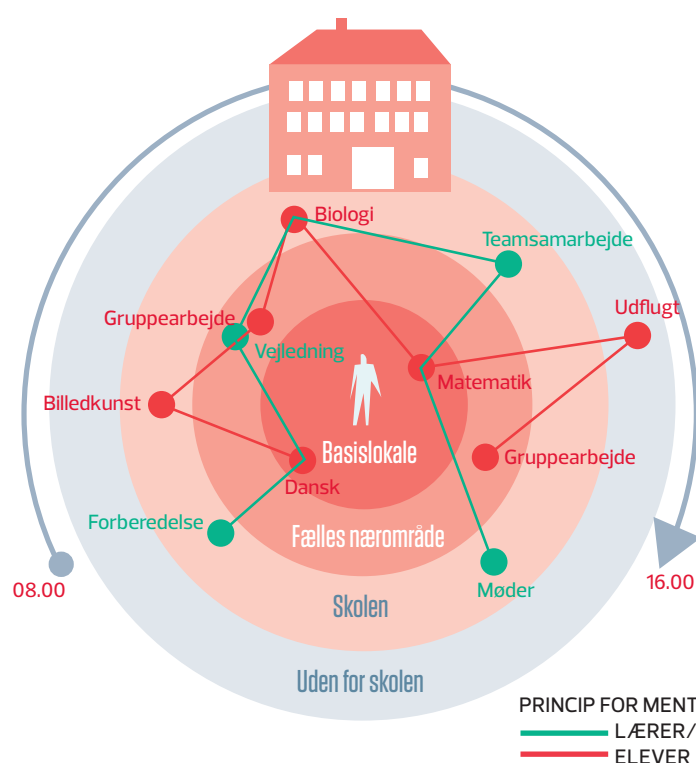 Biologi
Teamsamarbejde
Udflugt
Gruppearbejde
Vejledning
Matematik
Billedkunst
Basislokale
Gruppearbejde
Dansk
Forberedelse
Fælles nærområde
08.00
16.00
Møder
Skolen
Uden for skolen
PRINCIP FOR MENT
LÆRER/
ELEVER